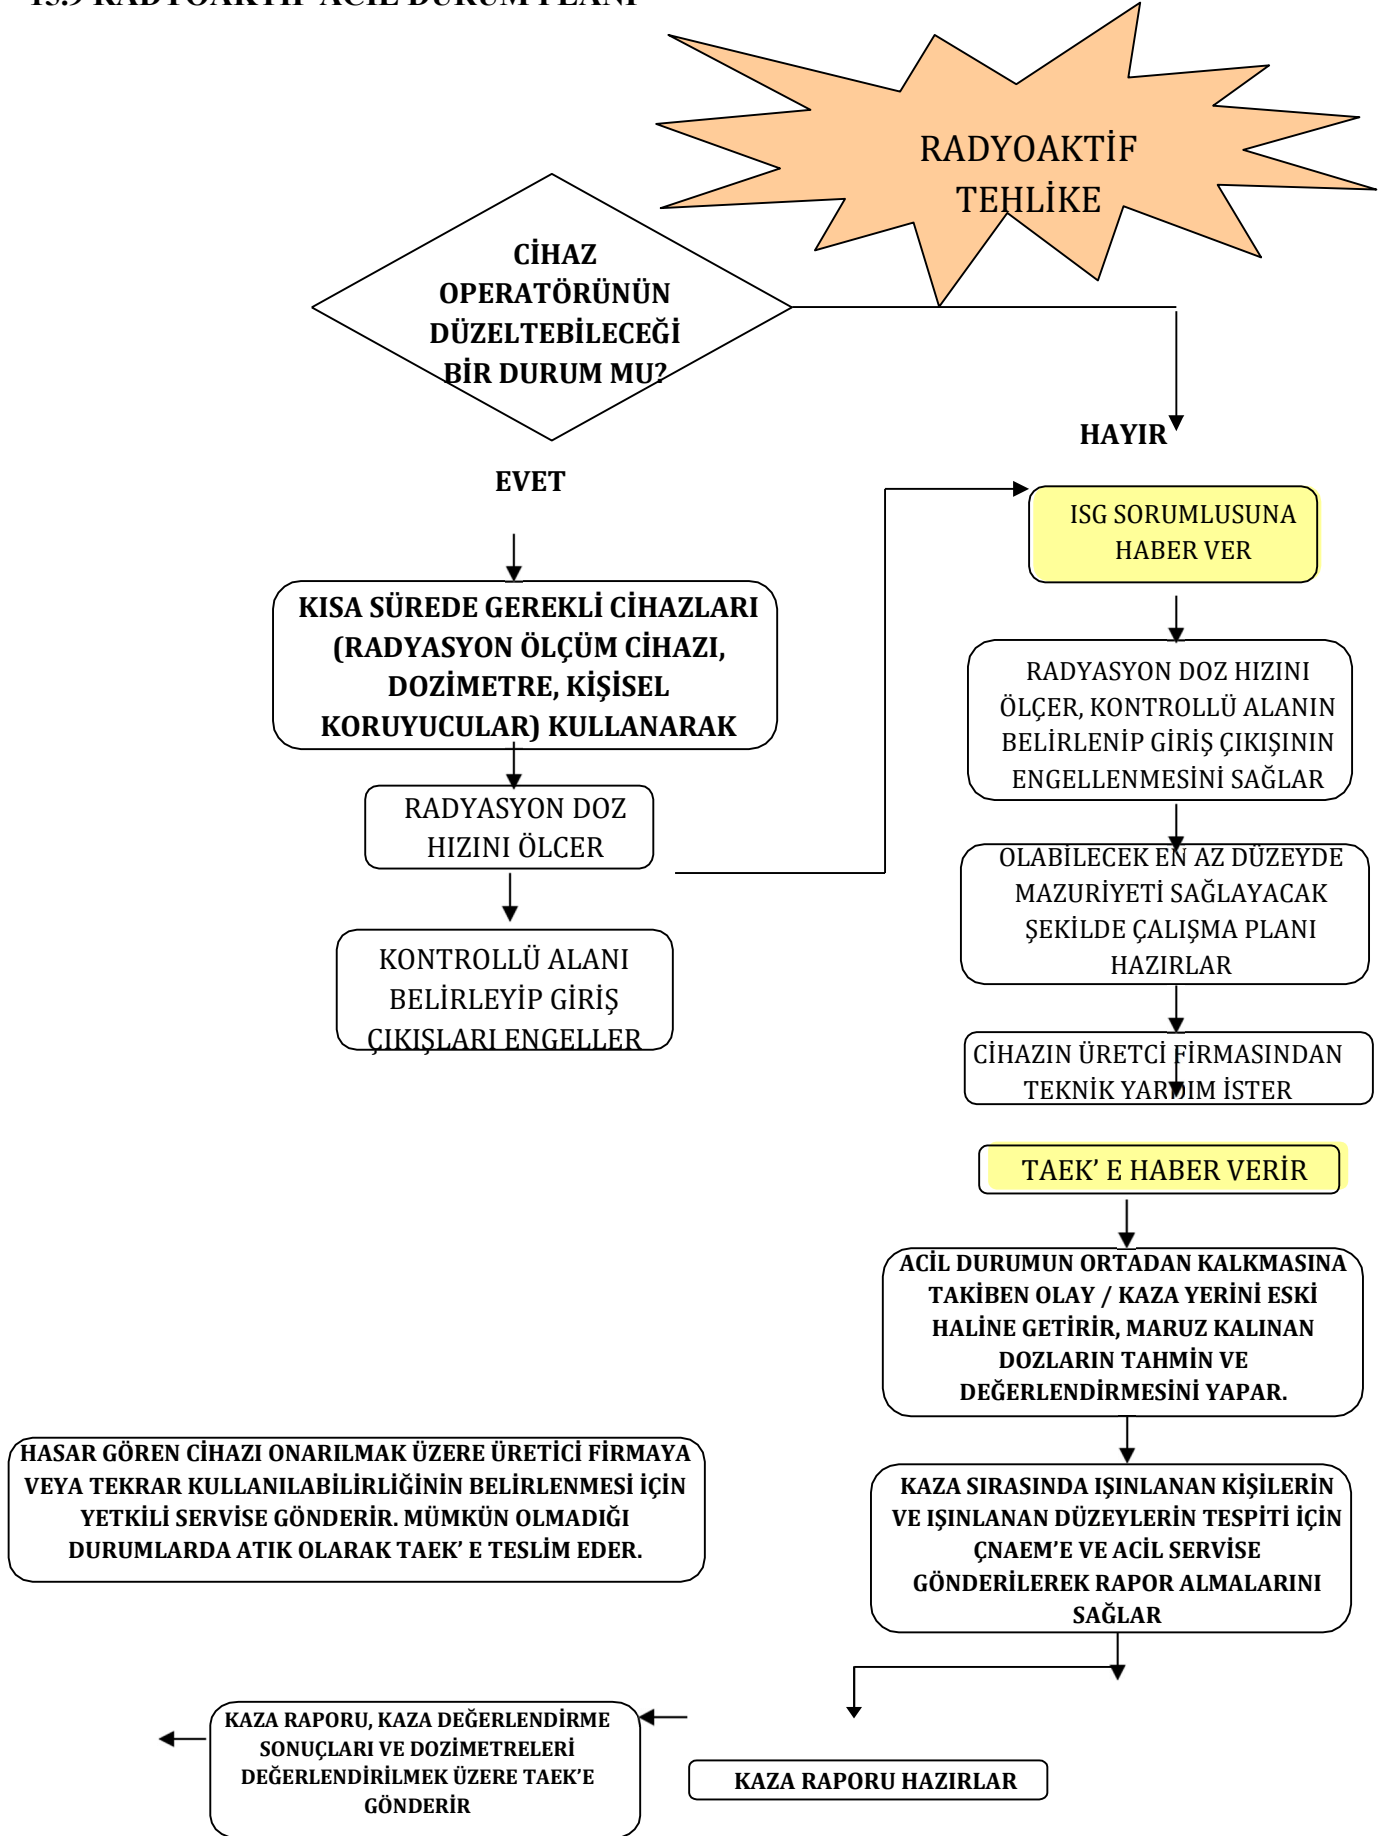 13.9 RADYOAKTİF ACİL DURUM PLANI
RADYOAKTİF
TEHLİKE
CİHAZ
OPERATÖRÜNÜN
DÜZELTEBİLECEĞİ
BİR DURUM MU?
HAYIR
EVET
ISG SORUMLUSUNA
HABER VER
KISA SÜREDE GEREKLİ CİHAZLARI
(RADYASYON ÖLÇÜM CİHAZI,
DOZİMETRE, KİŞİSEL
KORUYUCULAR) KULLANARAK
RADYASYON DOZ
HIZINI ÖLCER
KONTROLLÜ ALANI
BELİRLEYİP GİRİŞ
ÇIKIŞLARI ENGELLER
RADYASYON DOZ HIZINI
ÖLÇER, KONTROLLÜ ALANIN
BELİRLENİP GİRİŞ ÇIKIŞININ
ENGELLENMESİNİ SAĞLAR
OLABİLECEK EN AZ DÜZEYDE
MAZURİYETİ SAĞLAYACAK
ŞEKİLDE ÇALIŞMA PLANI
HAZIRLAR
CİHAZIN ÜRETCİ FİRMASINDAN
TEKNİK YARDIM İSTER
TAEK’ E HABER VERİR
ACİL DURUMUN ORTADAN KALKMASINA
TAKİBEN OLAY / KAZA YERİNİ ESKİ
HALİNE GETİRİR, MARUZ KALINAN
DOZLARIN TAHMİN VE
DEĞERLENDİRMESİNİ YAPAR.
KAZA SIRASINDA IŞINLANAN KİŞİLERİN
VE IŞINLANAN DÜZEYLERİN TESPİTİ İÇİN
ÇNAEM’E VE ACİL SERVİSE
GÖNDERİLEREK RAPOR ALMALARINI
SAĞLAR
HASAR GÖREN CİHAZI ONARILMAK ÜZERE ÜRETİCİ FİRMAYA
VEYA TEKRAR KULLANILABİLİRLİĞİNİN BELİRLENMESİ İÇİN
YETKİLİ SERVİSE GÖNDERİR. MÜMKÜN OLMADIĞI
DURUMLARDA ATIK OLARAK TAEK’ E TESLİM EDER.
KAZA RAPORU, KAZA DEĞERLENDİRME
SONUÇLARI VE DOZİMETRELERİ
DEĞERLENDİRİLMEK ÜZERE TAEK’E
GÖNDERİR
KAZA RAPORU HAZIRLAR